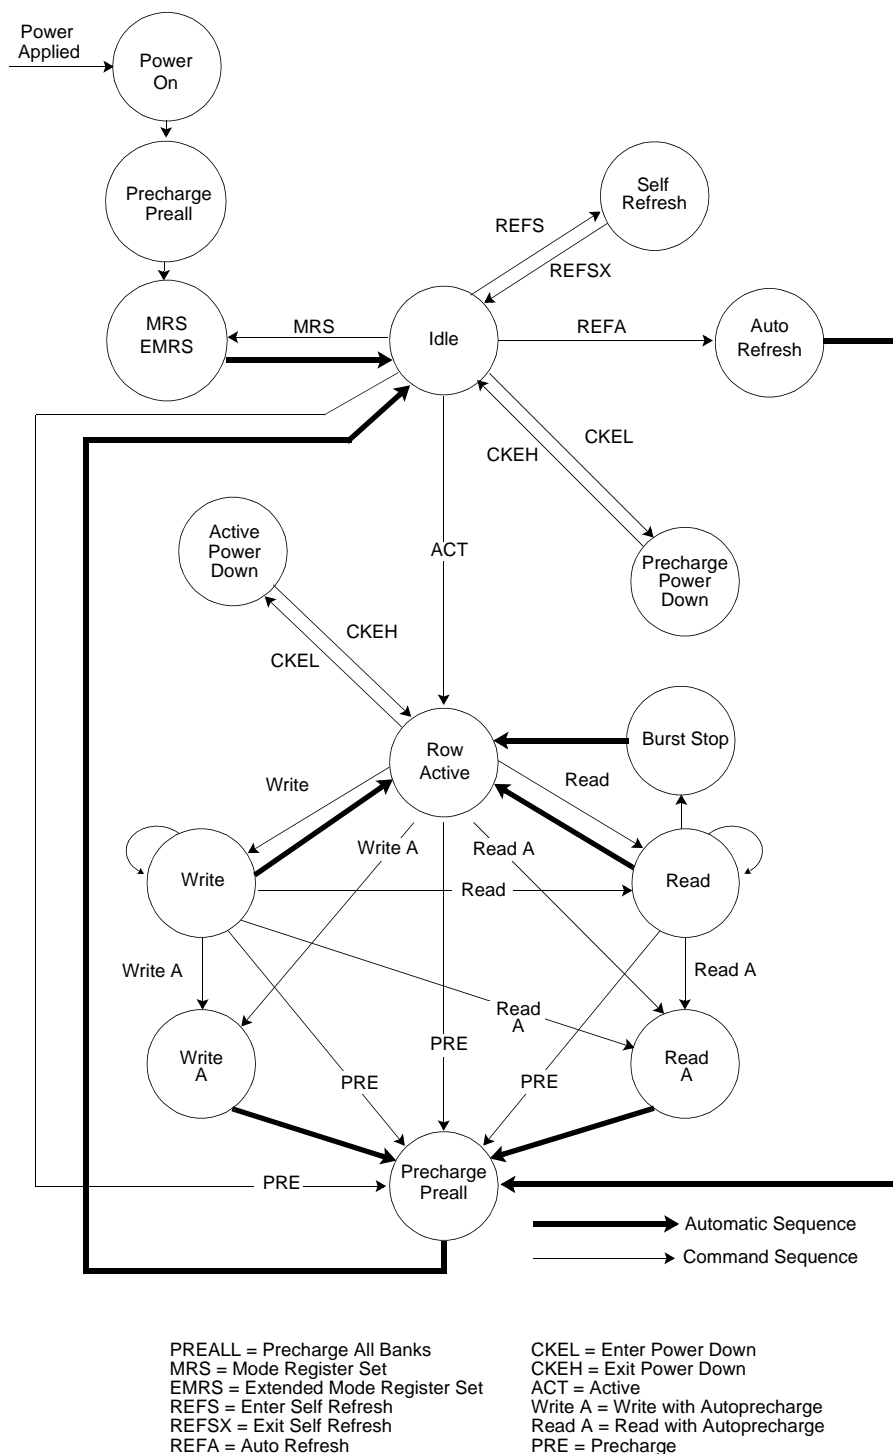 Power
Applied
Power
On
Precharge
Preall
Self
Refresh
REFS
REFSX
MRS
EMRS
MRS
Idle
REFA
Auto
Refresh
CKEL
CKEH
Active
Power
Down
ACT
Precharge
Power
Down
CKEH
CKEL
Row
Active
Burst Stop
Write
Read
Write A
Read A
Write
Read
Read
Write A
Read A
Read
A
Write
A
PRE
PRE
PRE
Read
A
Precharge
Preall
PRE
Automatic Sequence
Command Sequence
PREALL = Precharge All Banks
MRS = Mode Register Set
EMRS = Extended Mode Register Set
REFS = Enter Self Refresh
REFSX = Exit Self Refresh
REFA = Auto Refresh
CKEL = Enter Power Down
CKEH = Exit Power Down
ACT = Active
Write A = Write with Autoprecharge
Read A = Read with Autoprecharge
PRE = Precharge